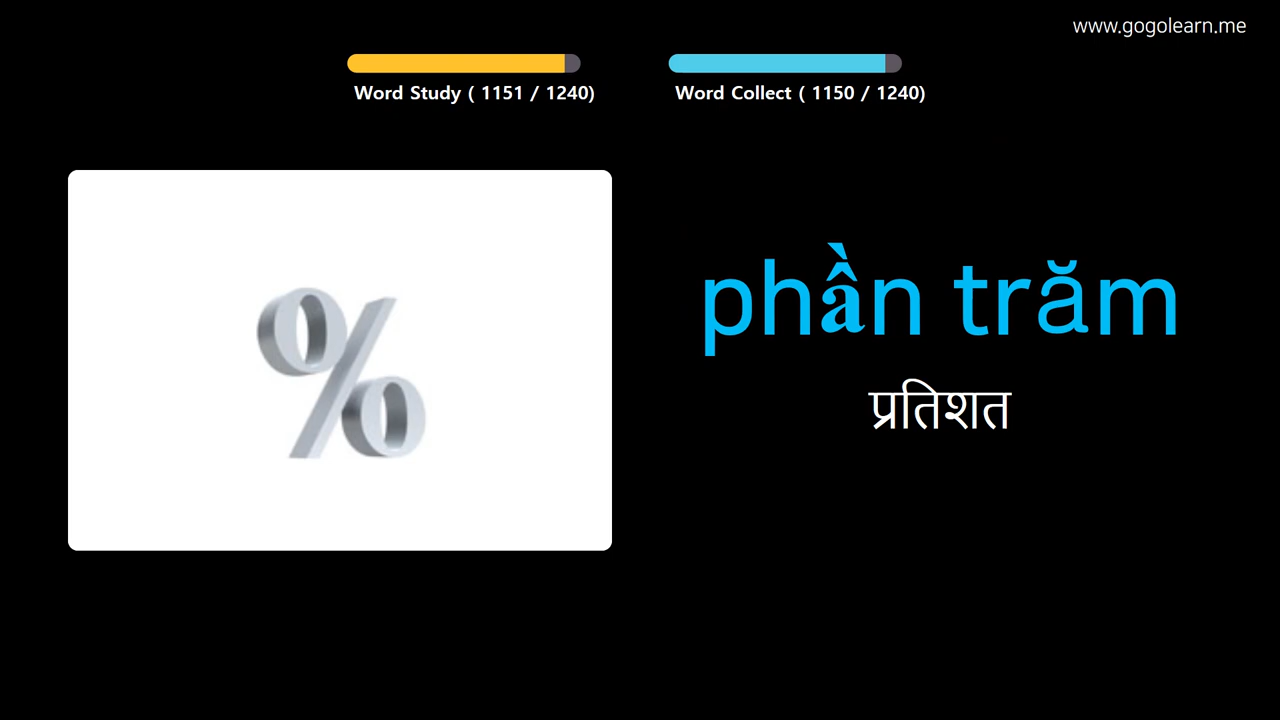 www.gogolearn.me
Word Study ( 1151 / 1240)
Word Collect ( 1150 / 1240)
%
phần trăm
प्रतिशत